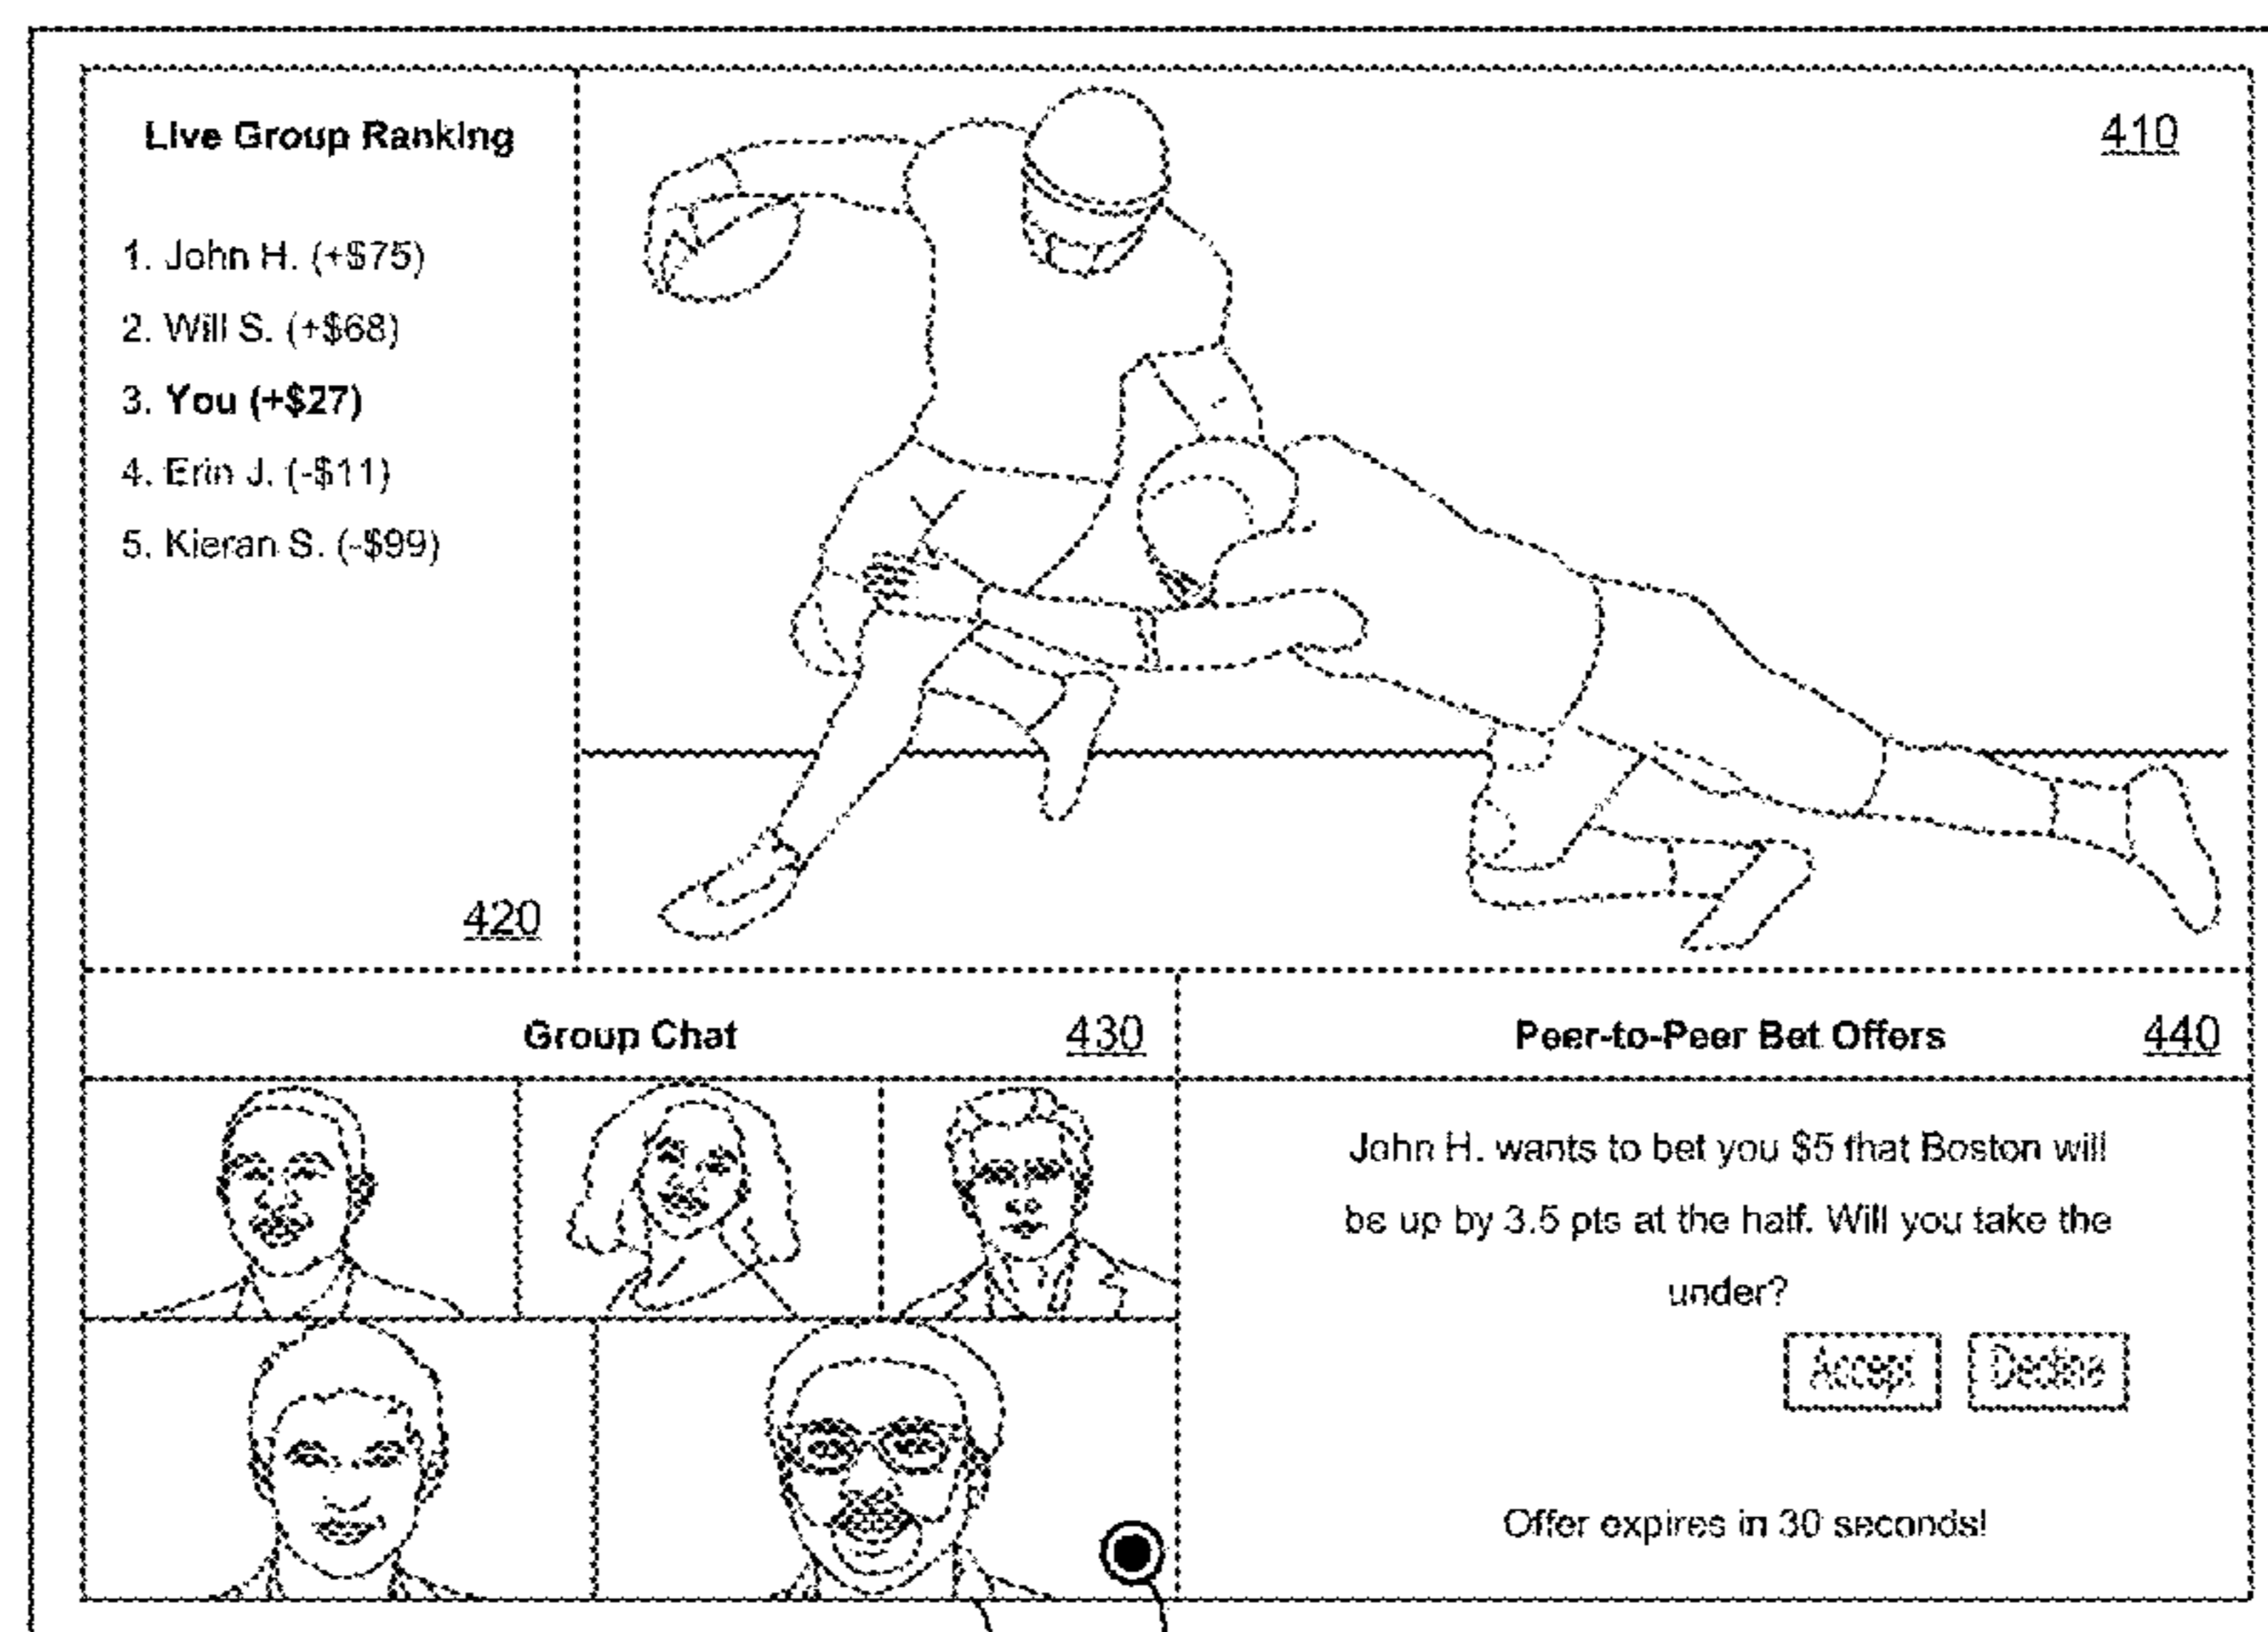 Live Group Ranking
410
1. John H. (+$75)
2. Will S. (+$68)
3. You (+$27)
4. Erin J. (-$11)
5. Kieran S. (-$99)
420
Group Chat
430
Peer-to-Peer Bet Offers
440
John H. wants to bet you $5 that Boston will
be up by 3.5 pts at the half. Will you take the
under?
Accept
Decline
Offer expires in 30 seconds!